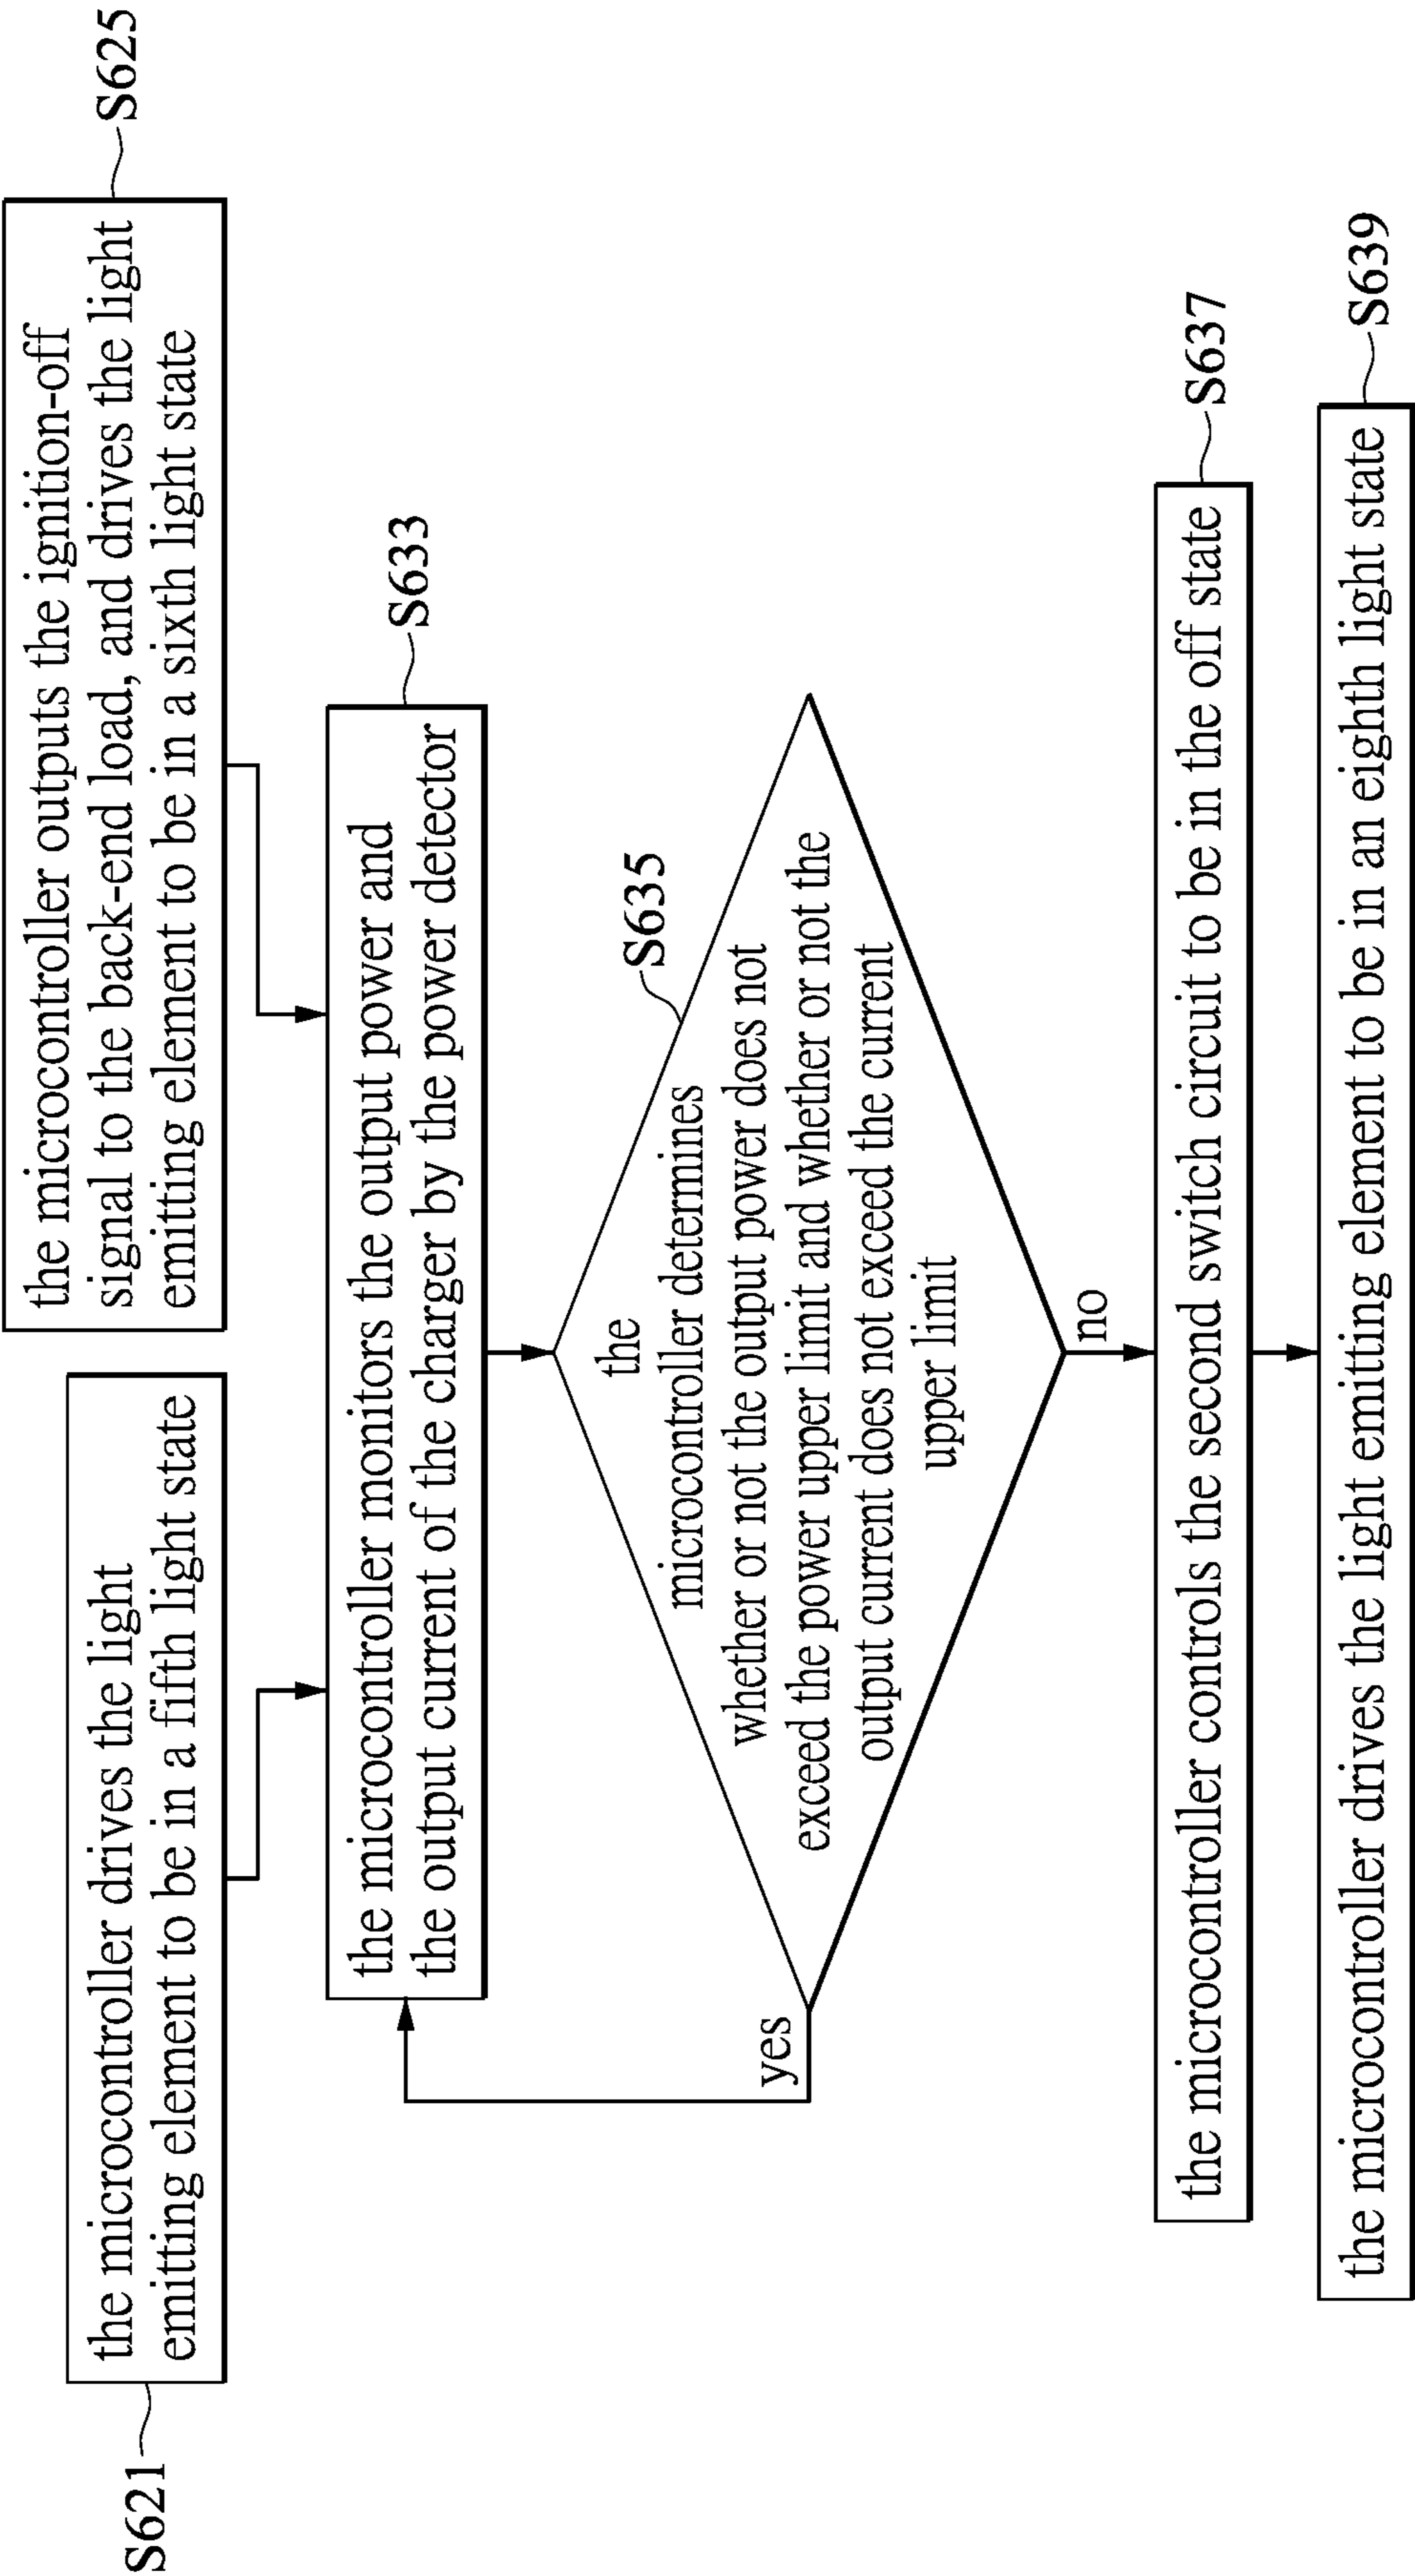 S621
the microcontroller drives the light
emitting element to be in a fifth light state
S625
the microcontroller outputs the ignition-off
signal to the back-end load, and drives the light
emitting element to be in a sixth light state
S633
the microcontroller monitors the output power and
the output current of the charger by the power detector
S635
the
microcontroller determines
whether or not the output power does not
exceed the power upper limit and whether or not the
output current does not exceed the current
upper limit
yes
no
S637
the microcontroller controls the second switch circuit to be in the off state
S639
the microcontroller drives the light emitting element to be in an eighth light state